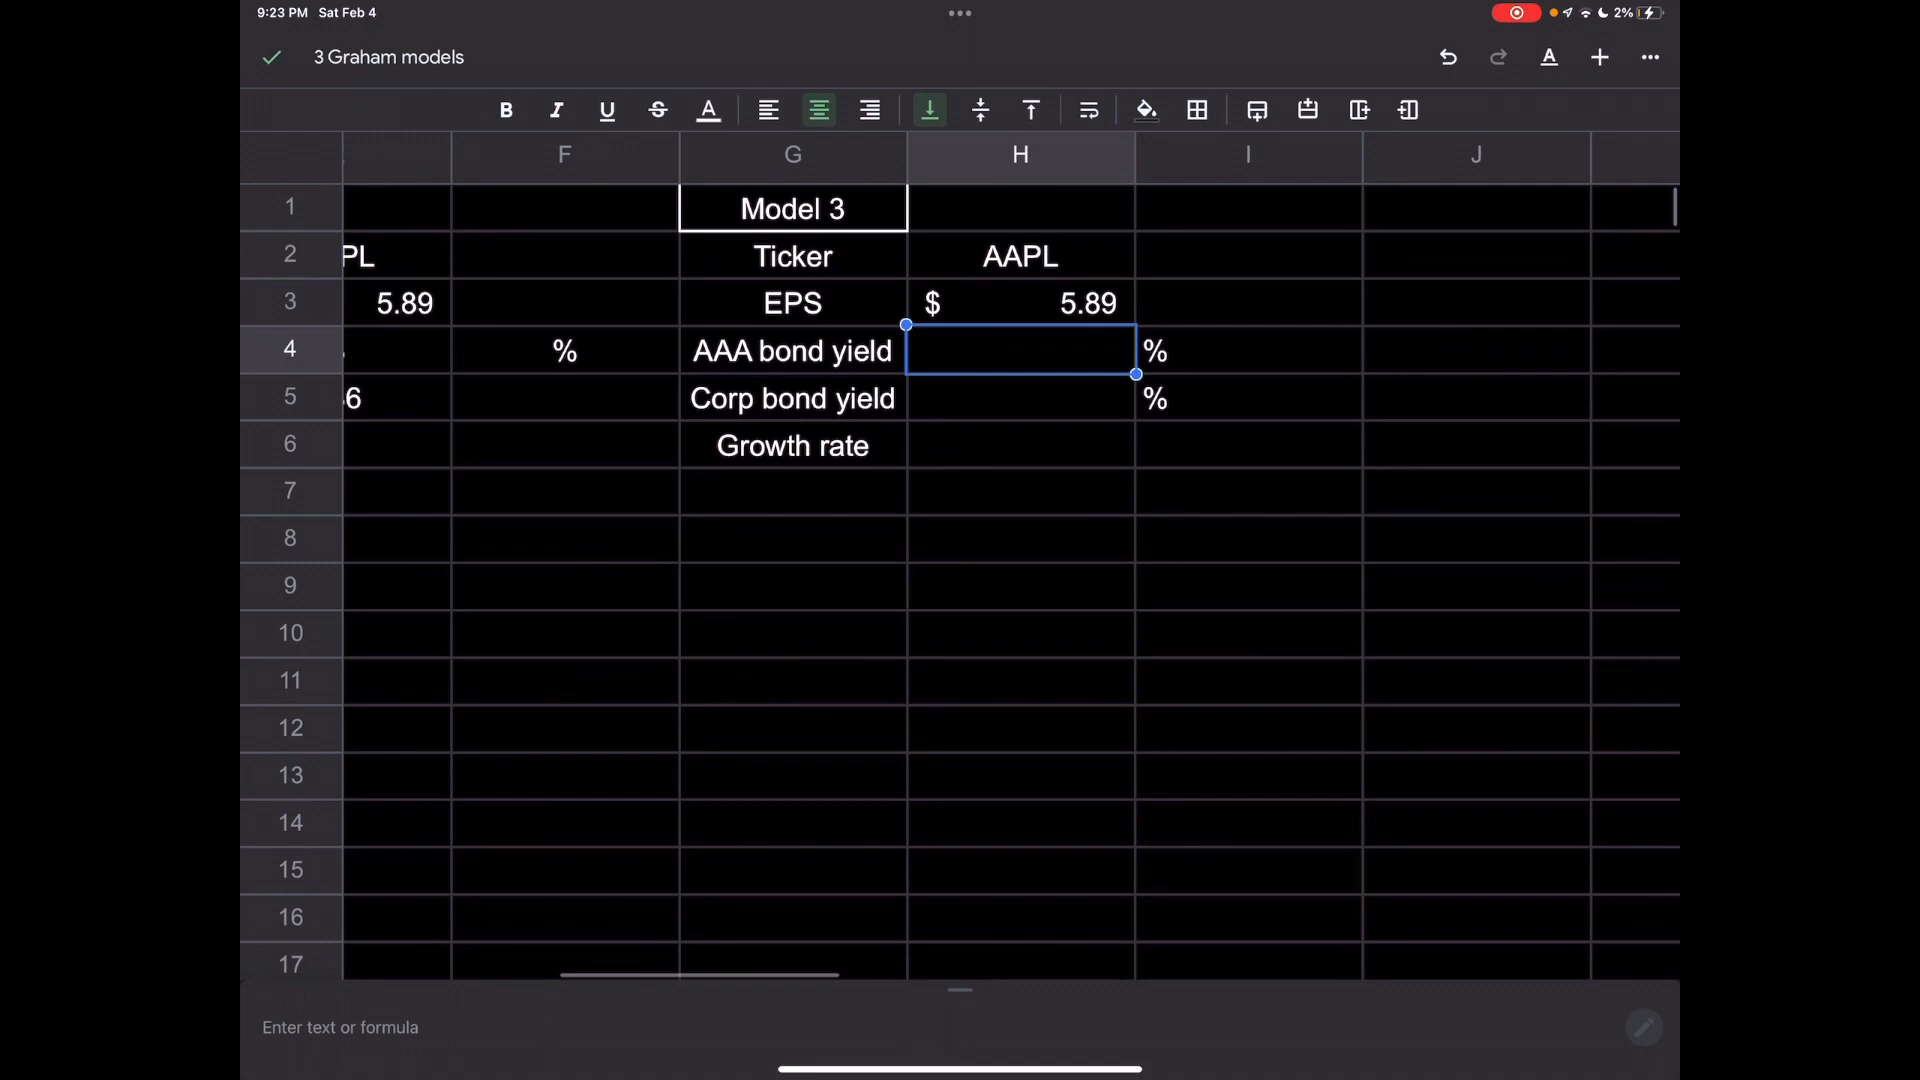 9:23 PM Sat Feb 4
2%
3 Graham models
B I U S A
F G H I J
1 Model 3
2 PL Ticker AAPL
3 5.89 EPS $ 5.89
4 % AAA bond yield %
5 6 Corp bond yield %
6 Growth rate
7
8
9
10
11
12
13
14
15
16
17
Enter text or formula